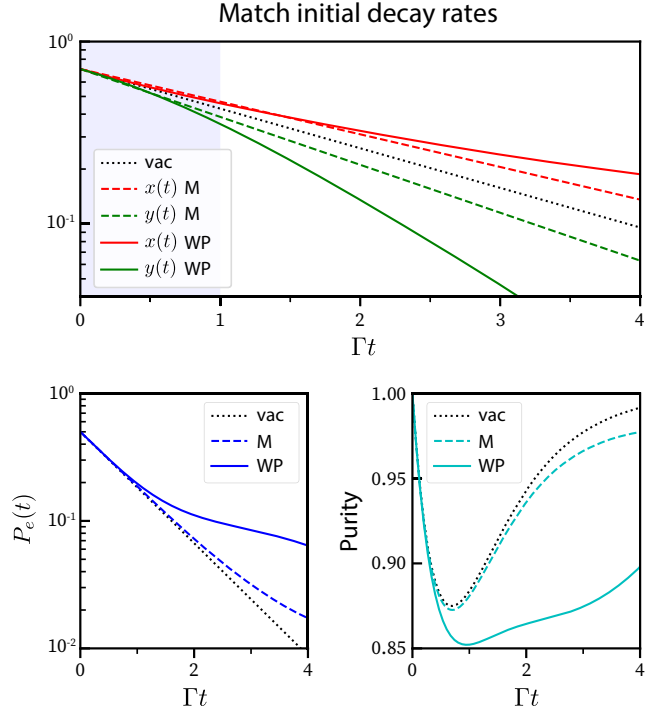 Match initial decay rates
10^0
10^{-1}
vac
x(t) M
y(t) M
x(t) WP
y(t) WP
0 1 2 3 4
Γt
10^0
10^{-1}
10^{-2}
P_e(t)
vac
M
WP
0 2 4
Γt
1.00
0.95
0.90
0.85
Purity
vac
M
WP
0 2 4
Γt